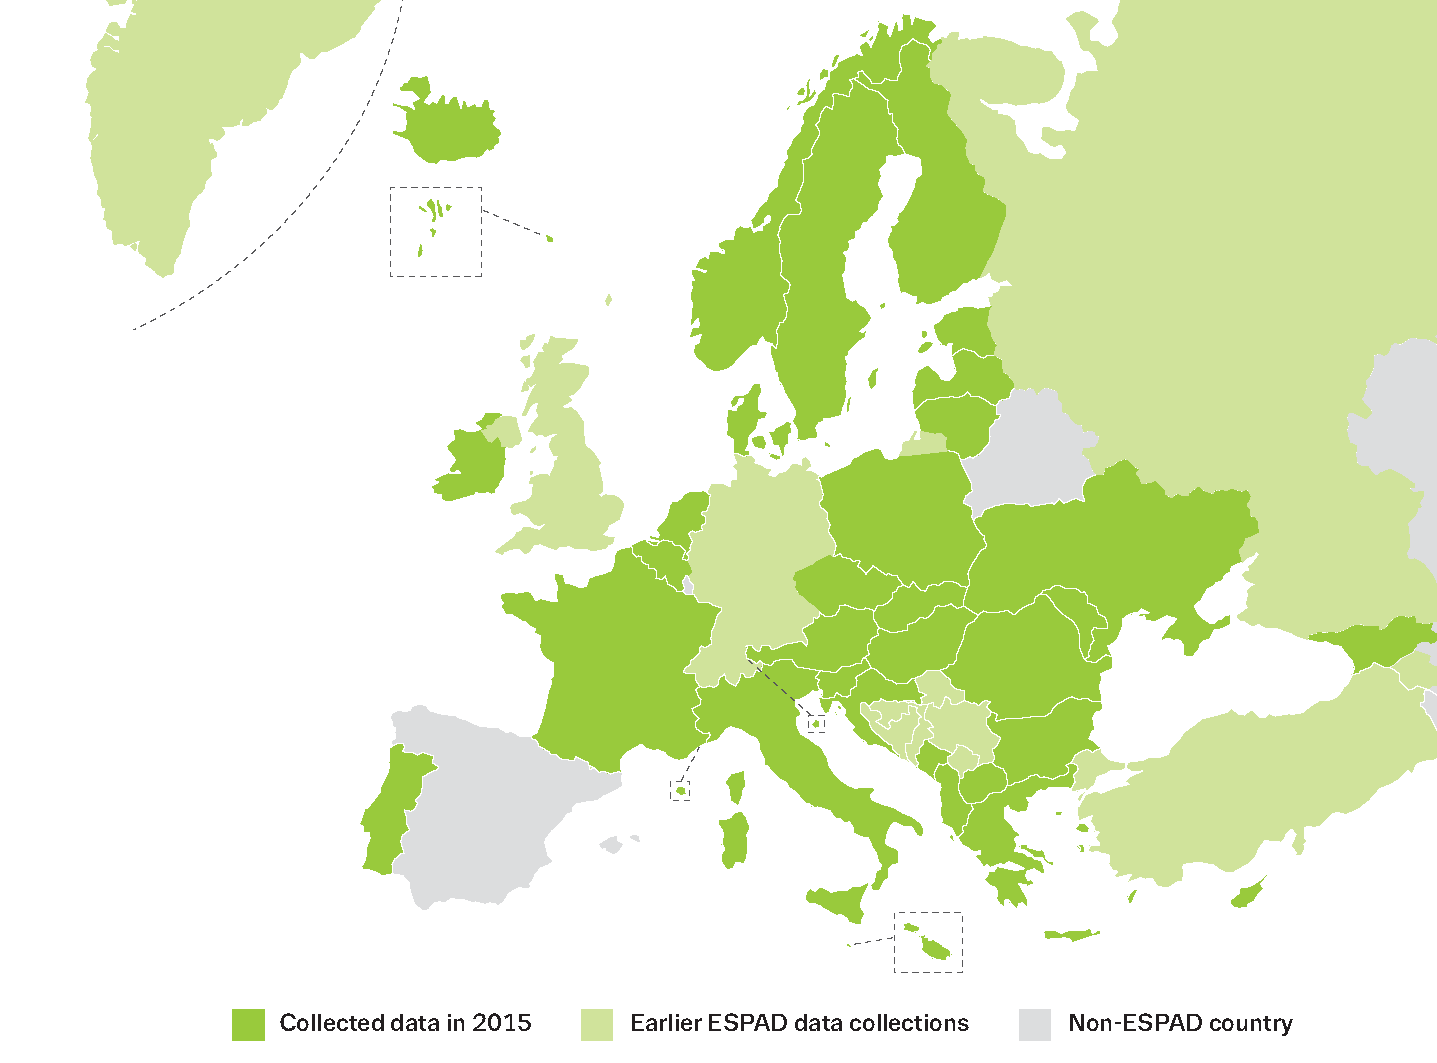 Collected data in 2015
Earlier ESPAD data collections
Non-ESPAD country